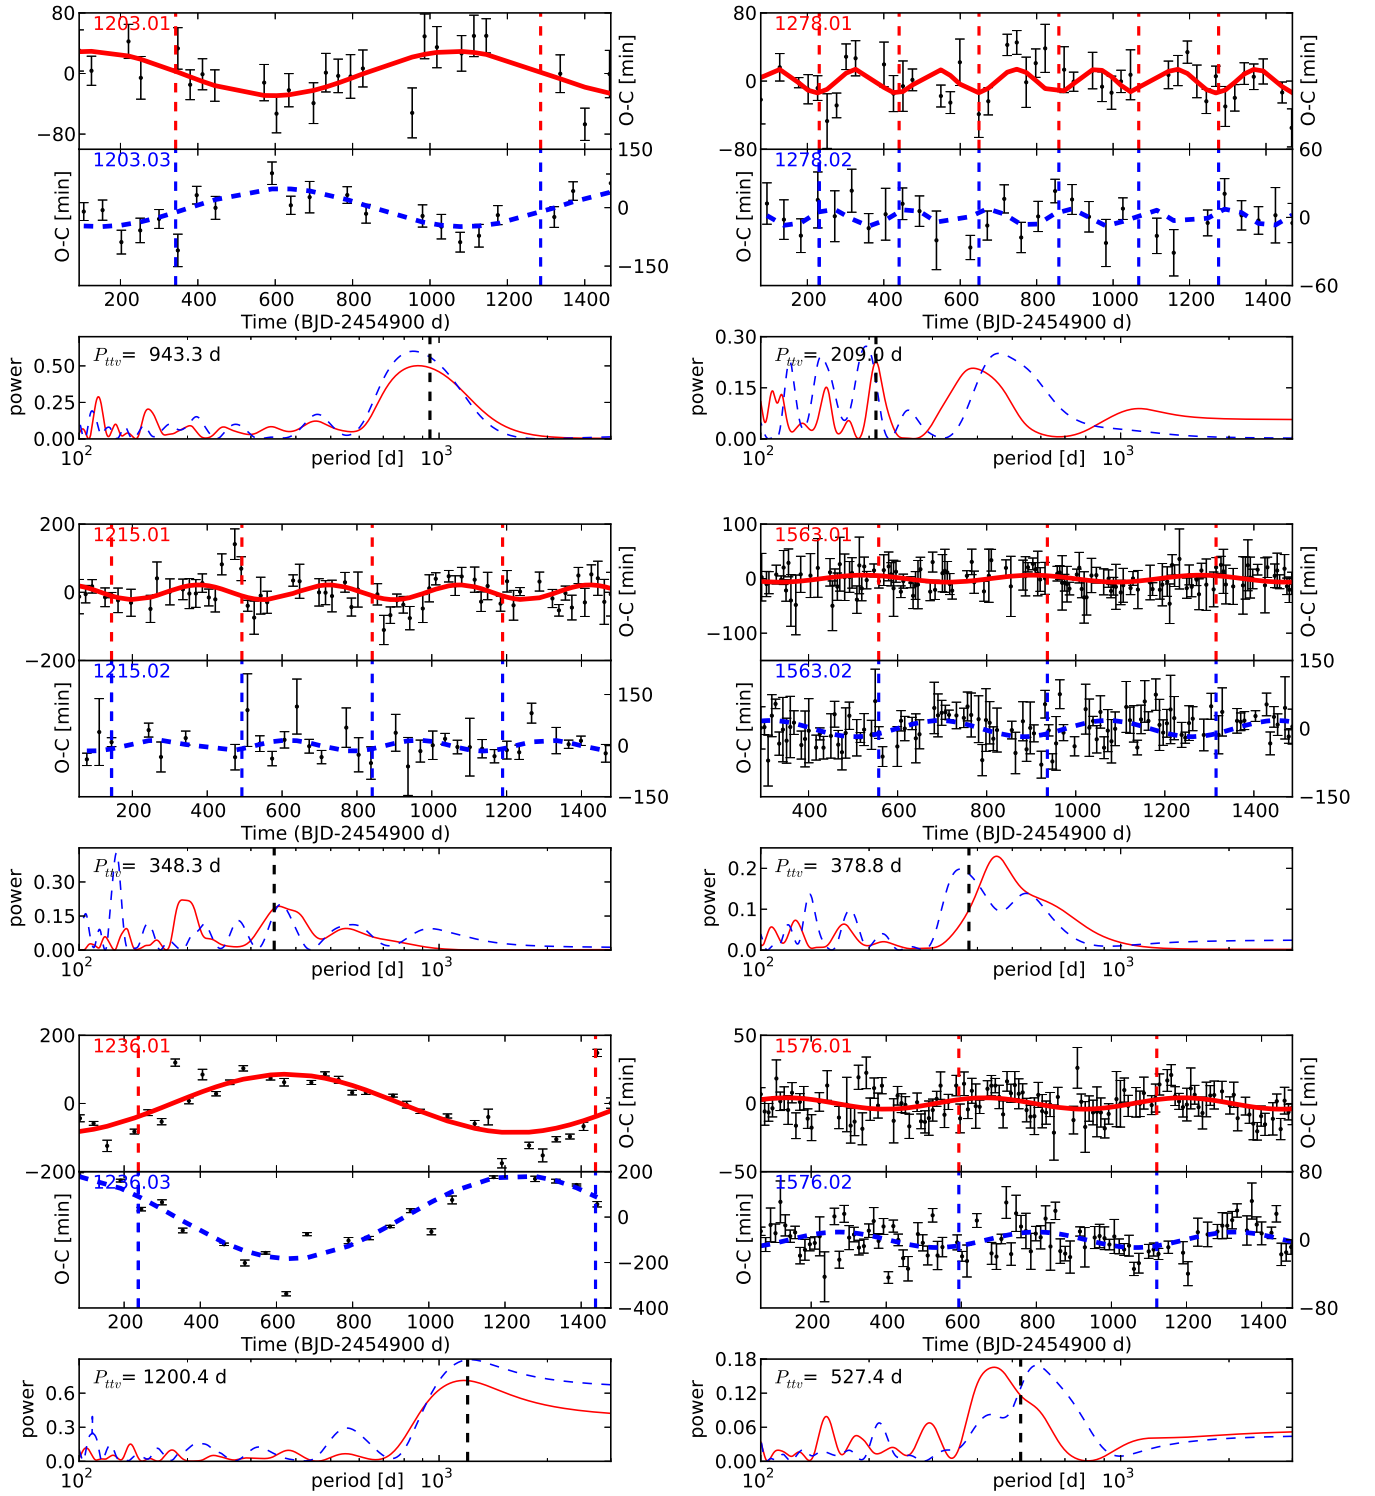 80
1203.01
0
−80
O-C [min]
150
1203.03
0
O-C [min]
−150
200 400 600 800 1000 1200 1400
Time (BJD-2454900 d)
P_ttv= 943.3 d
0.50
0.25
0.00
power
10^2 10^3
period [d]
80
1278.01
0
−80
O-C [min]
60
1278.02
0
O-C [min]
−60
200 400 600 800 1000 1200 1400
Time (BJD-2454900 d)
0.30
P_ttv= 209.0 d
0.15
0.00
power
10^2 10^3
period [d]
200
1215.01
0
−200
O-C [min]
1215.02
150
0
O-C [min]
−150
200 400 600 800 1000 1200 1400
Time (BJD-2454900 d)
P_ttv= 348.3 d
0.30
0.15
0.00
power
10^2 10^3
period [d]
100
1563.01
0
−100
O-C [min]
150
1563.02
0
O-C [min]
−150
400 600 800 1000 1200 1400
Time (BJD-2454900 d)
P_ttv= 378.8 d
0.2
0.1
0.0
power
10^2 10^3
period [d]
200
1236.01
0
−200
O-C [min]
200
1236.03
0
−200
O-C [min]
−400
200 400 600 800 1000 1200 1400
Time (BJD-2454900 d)
P_ttv= 1200.4 d
0.6
0.3
0.0
power
10^2 10^3
period [d]
50
1576.01
0
−50
O-C [min]
80
1576.02
0
O-C [min]
−80
200 400 600 800 1000 1200 1400
Time (BJD-2454900 d)
0.18
P_ttv= 527.4 d
0.12
0.06
0.00
power
10^2 10^3
period [d]